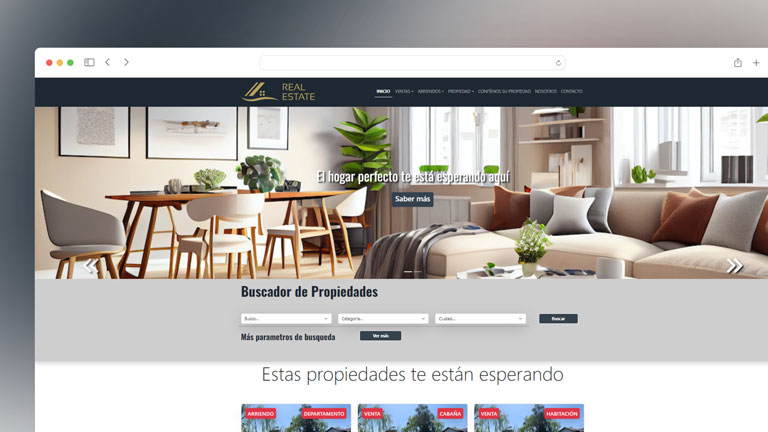 REAL
ESTATE
INICIO VENTAS ARRIENDOS PROPIEDAD CONFÍENOS SU PROPIEDAD NOSOTROS CONTACTO
El hogar perfecto te está esperando aquí
Saber más
Buscador de Propiedades
Busco... Categoría... Ciudad... Buscar
Más parametros de busqueda Ver más
Estas propiedades te están esperando
ARRIENDO DEPARTAMENTO VENTA CABAÑA VENTA HABITACIÓN